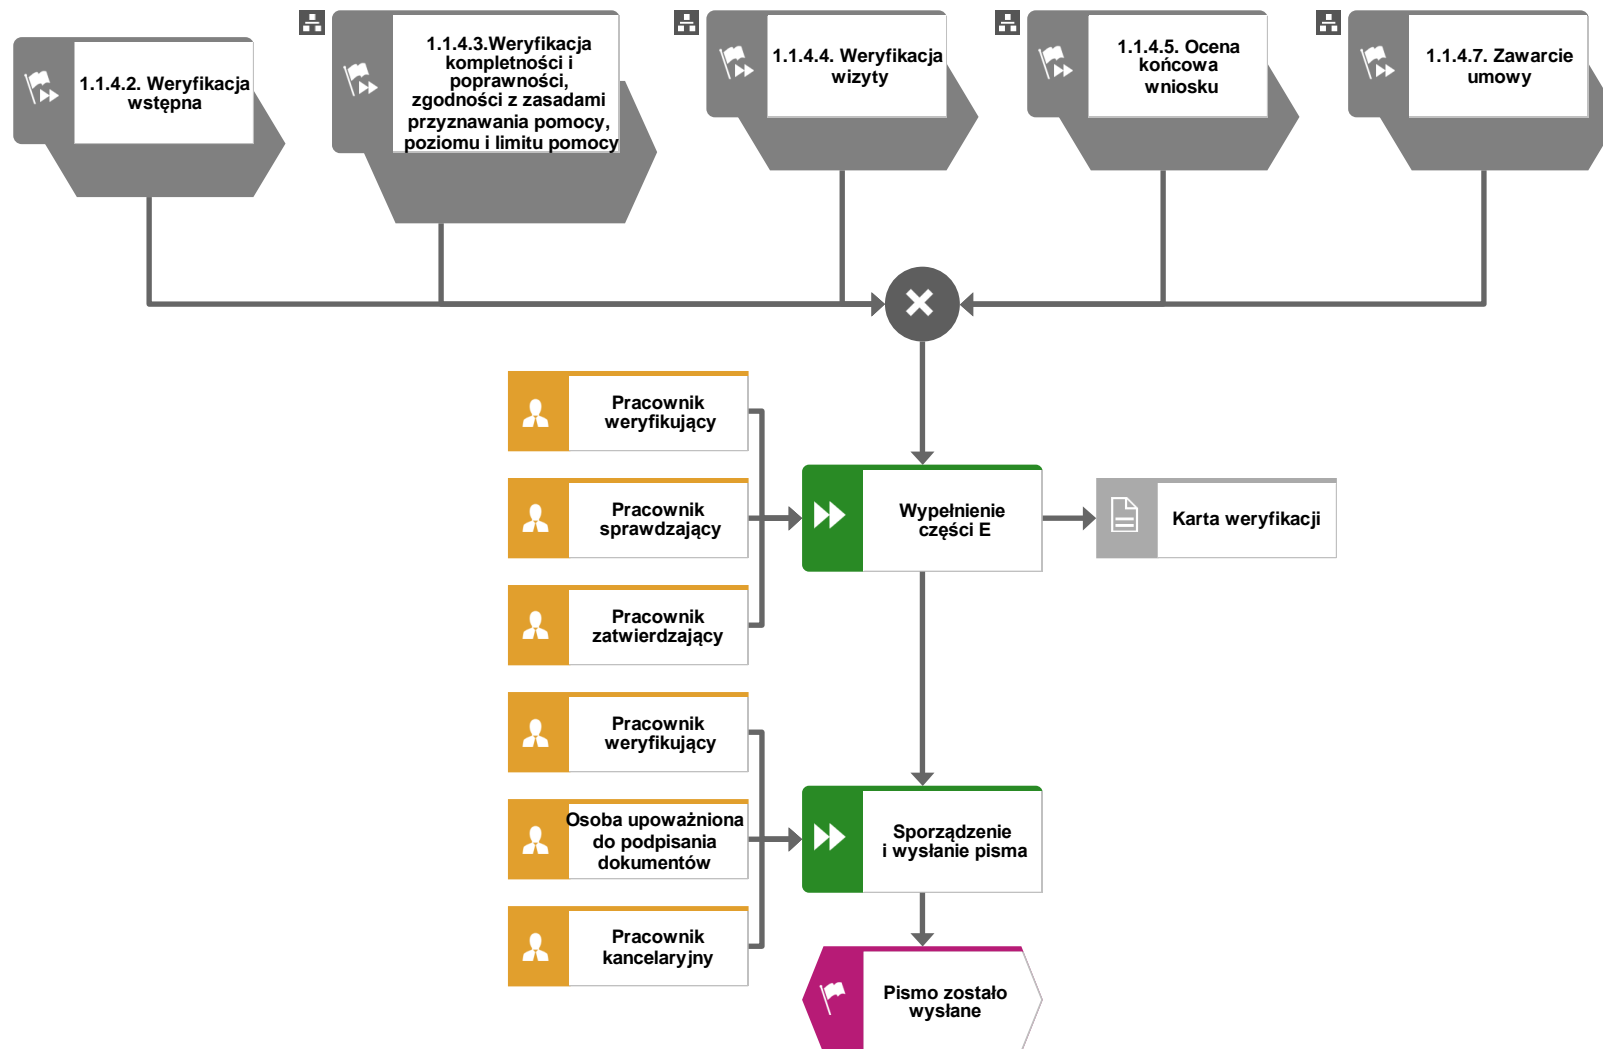 1.1.4.2. Weryfikacja
wstępna
1.1.4.3.Weryfikacja
kompletności i
poprawności,
zgodności z zasadami
przyznawania pomocy,
poziomu i limitu pomocy
1.1.4.4. Weryfikacja
wizyty
1.1.4.5. Ocena
końcowa
wniosku
1.1.4.7. Zawarcie
umowy
Pracownik
weryfikujący
Pracownik
sprawdzający
Wypełnienie
części E
Karta weryfikacji
Pracownik
zatwierdzający
Pracownik
weryfikujący
Osoba upoważniona
do podpisania
dokumentów
Sporządzenie
i wysłanie pisma
Pracownik
kancelaryjny
Pismo zostało
wysłane